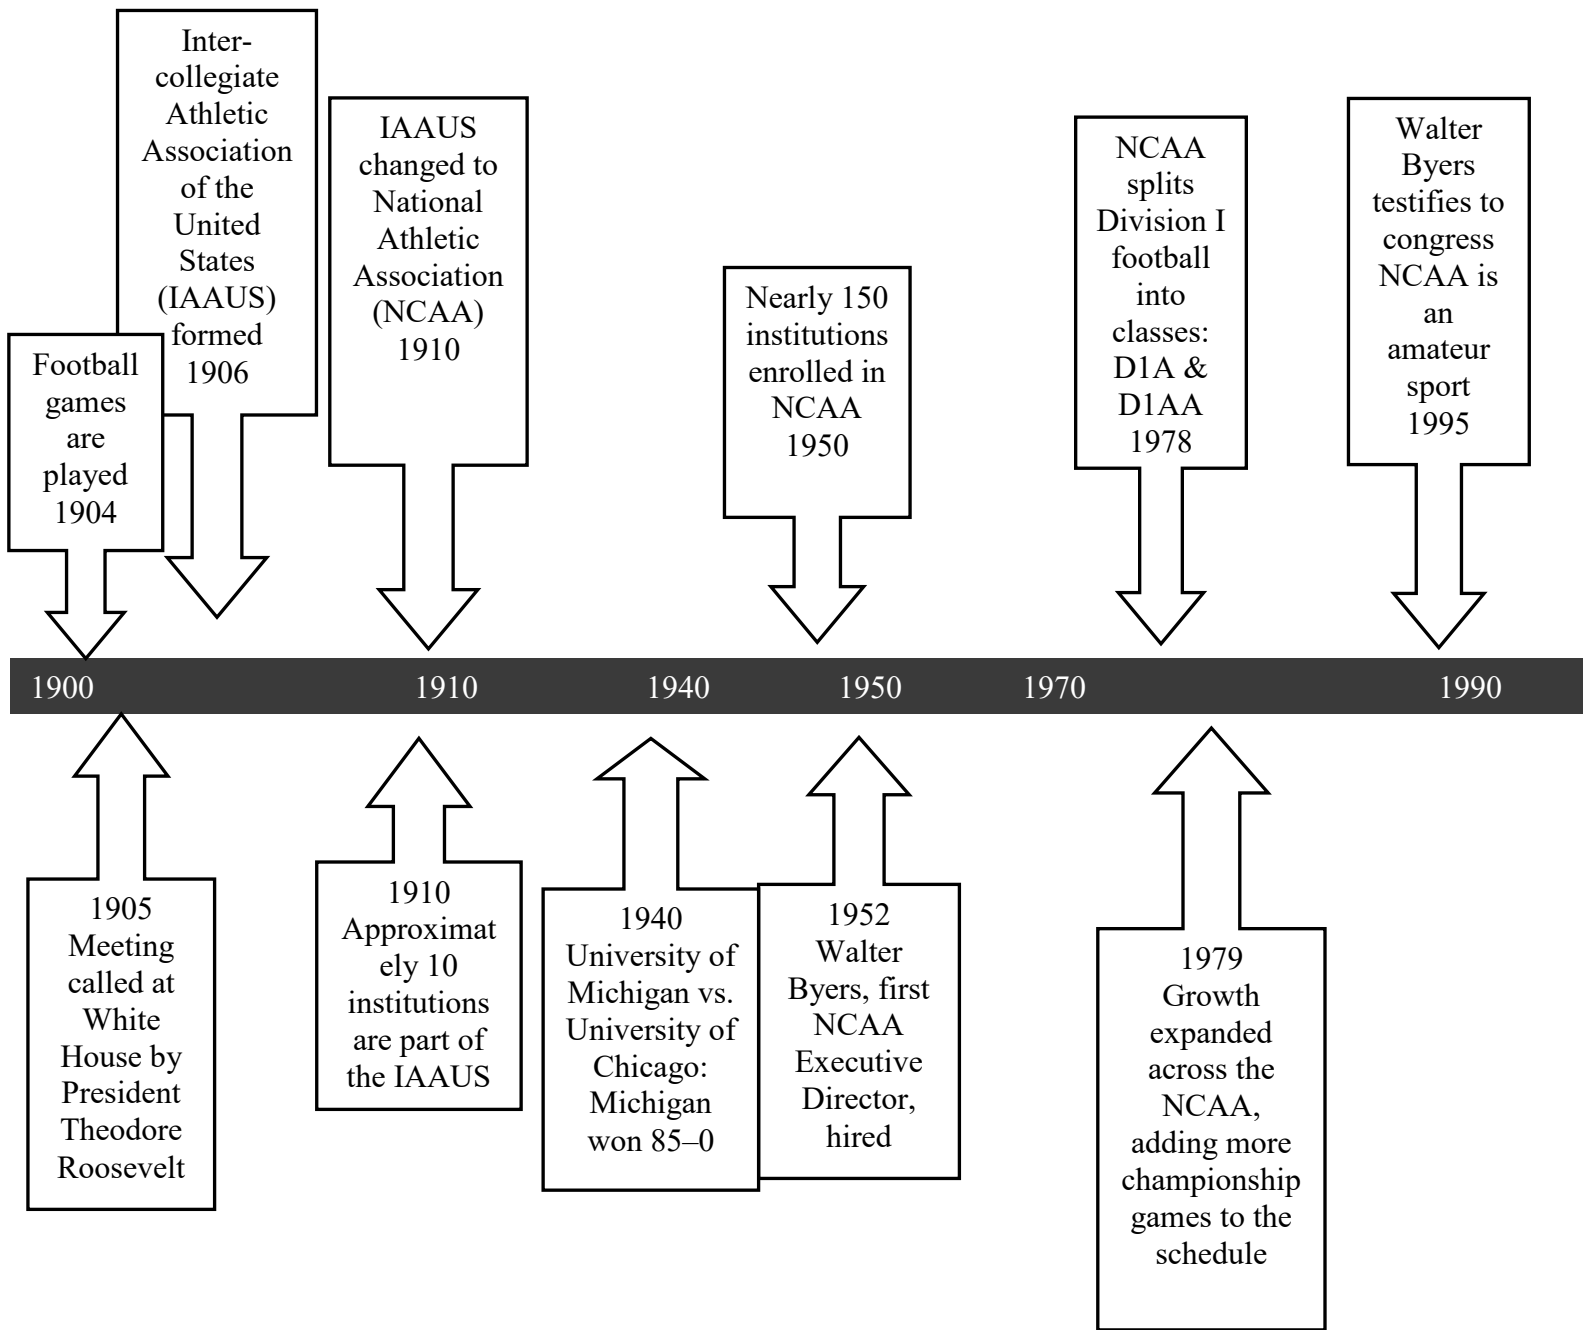 Inter-
collegiate
Athletic
Association
of the
United
States
(IAAUS)
formed
1906
IAAUS
changed to
National
Athletic
Association
(NCAA)
1910
NCAA
splits
Division I
football
into
classes:
D1A &
D1AA
1978
Walter
Byers
testifies to
congress
NCAA is
an
amateur
sport
1995
Nearly 150
institutions
enrolled in
NCAA
1950
Football
games
are
played
1904
1900 1910 1940 1950 1970 1990
1905
Meeting
called at
White
House by
President
Theodore
Roosevelt
1910
Approximat
ely 10
institutions
are part of
the IAAUS
1940
University of
Michigan vs.
University of
Chicago:
Michigan
won 85–0
1952
Walter
Byers, first
NCAA
Executive
Director,
hired
1979
Growth
expanded
across the
NCAA,
adding more
championship
games to the
schedule